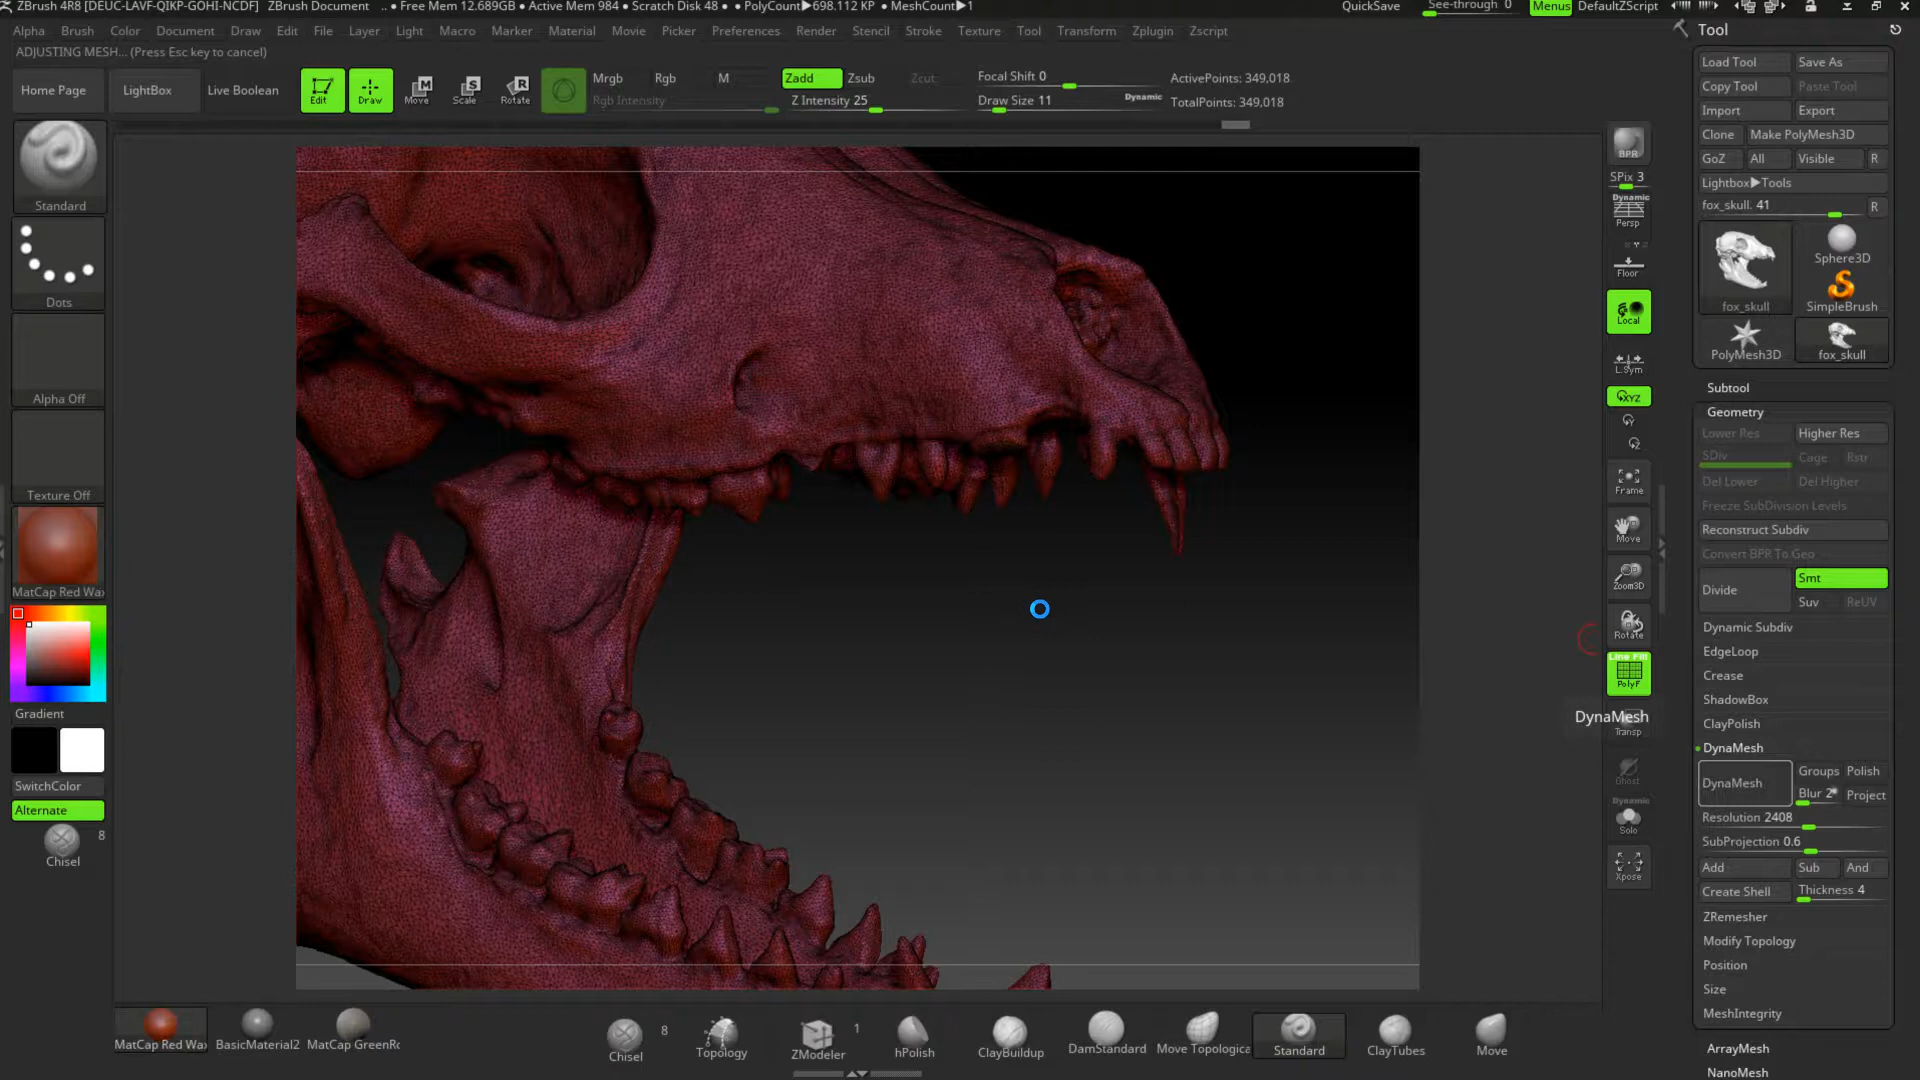 ZBrush 4R8 [DEUC-LAVF-QIKP-GOHI-NCDF] ZBrush Document .. • Free Mem 12.689GB • Active Mem 984 • Scratch Disk 48 • PolyCount▶698.112 KP • MeshCount▶1 QuickSave See-through 0 Menus DefaultZScript
Alpha Brush Color Document Draw Edit File Layer Light Macro Marker Material Movie Picker Preferences Render Stencil Stroke Texture Tool Transform Zplugin Zscript
ADJUSTING MESH... (Press Esc key to cancel)
Home Page LightBox Live Boolean Edit Draw Move Scale Rotate
Mrgb Rgb M Zadd Zsub Zcut Focal Shift 0 ActivePoints: 349,018
Rgb Intensity Z Intensity 25 Draw Size 11 Dynamic TotalPoints: 349,018
Standard
Dots
Alpha Off
Texture Off
MatCap Red Wax
Gradient
SwitchColor
Alternate
8
Chisel
BPR
SPix 3
Dynamic
Persp
Floor
Local
L.Sym
XYZ
Frame
Move
Zoom3D
Rotate
Line Fill
PolyF
DynaMesh
Transp
Ghost
Dynamic
Solo
Xpose
Tool
Load Tool Save As
Copy Tool Paste Tool
Import Export
Clone Make PolyMesh3D
GoZ All Visible R
Lightbox▶Tools
fox_skull. 41 R
fox_skull Sphere3D
SimpleBrush
PolyMesh3D fox_skull
Subtool
Geometry
Lower Res Higher Res
SDiv Cage Rstr
Del Lower Del Higher
Freeze SubDivision Levels
Reconstruct Subdiv
Convert BPR To Geo
Divide Smt
Suv ReUV
Dynamic Subdiv
EdgeLoop
Crease
ShadowBox
ClayPolish
DynaMesh
DynaMesh Groups Polish
Blur 2 Project
Resolution 2408
SubProjection 0.6
Add Sub And
Create Shell Thickness 4
ZRemesher
Modify Topology
Position
Size
MeshIntegrity
ArrayMesh
NanoMesh
MatCap Red Wax BasicMaterial2 MatCap GreenRo
8 1
Chisel Topology ZModeler hPolish ClayBuildup DamStandard Move Topologica Standard ClayTubes Move